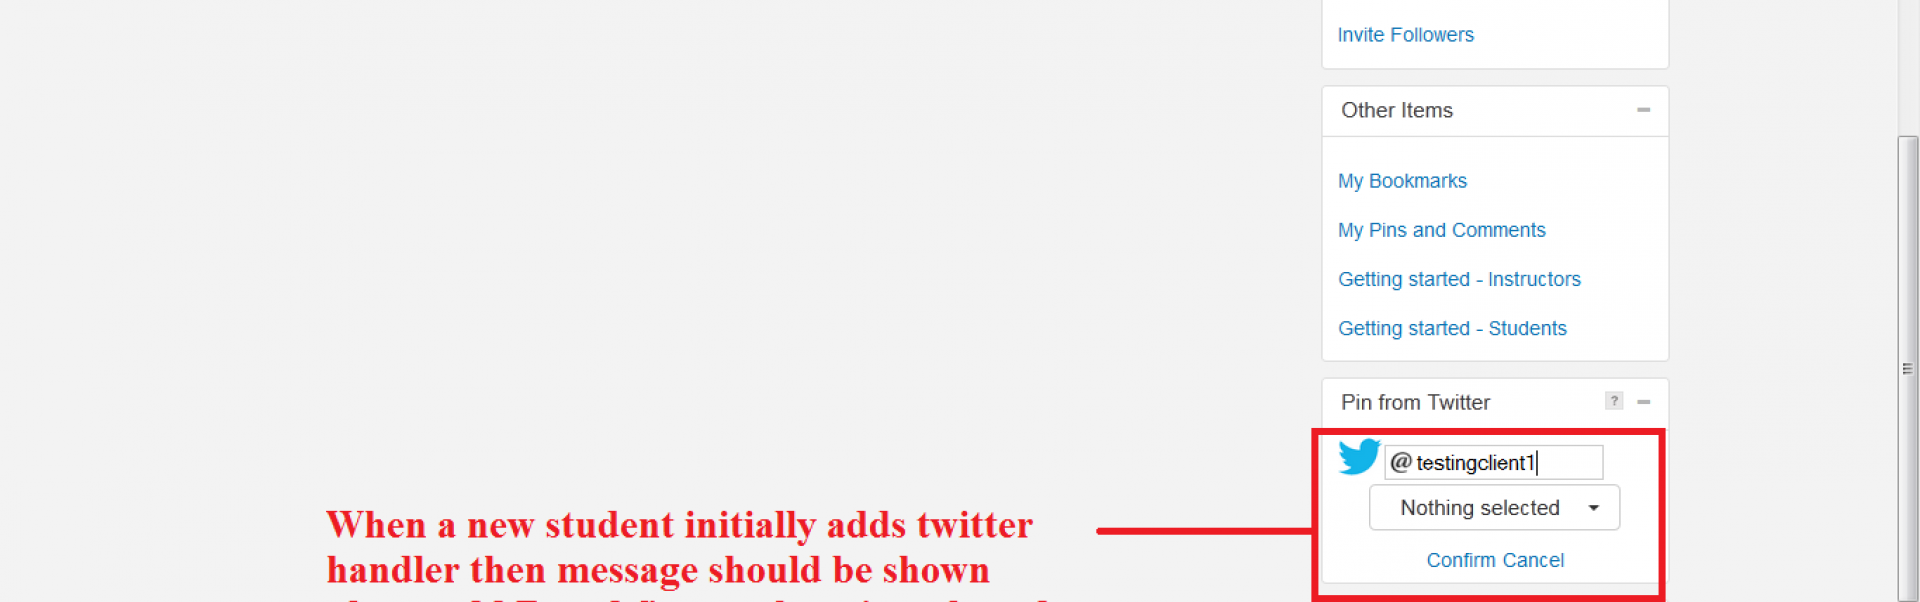 Invite Followers
Other Items
My Bookmarks
My Pins and Comments
Getting started - Instructors
Getting started - Students
Pin from Twitter ?
@ testingclient1
Nothing selected
Confirm Cancel
When a new student initially adds twitter
handler then message should be shown